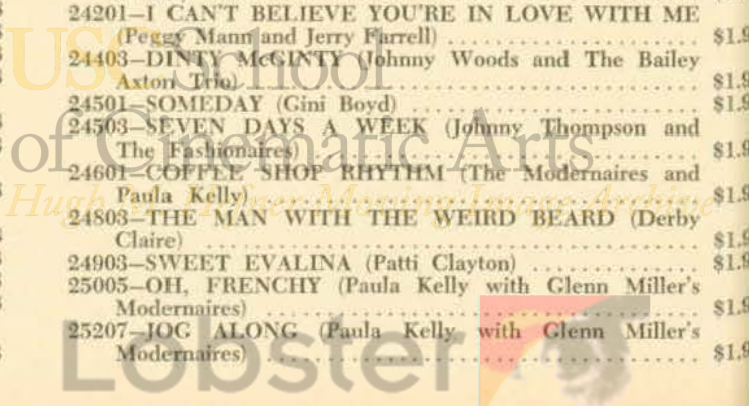 24201—I CAN'T BELIEVE YOU'RE IN LOVE WITH ME
(Peggy Mann and Jerry Farrell) .......................... $1.9
24403—DINTY McGINTY (Johnny Woods and The Bailey
Axton Trio) .......................... $1.9
24501—SOMEDAY (Gini Boyd) .......................... $1.9
24503—SEVEN DAYS A WEEK (Johnny Thompson and
The Fashionaires) .......................... $1.9
24601—COFFEE SHOP RHYTHM (The Modernaires and
Paula Kelly) .......................... $1.9
24803—THE MAN WITH THE WEIRD BEARD (Derby
Claire) .......................... $1.9
24903—SWEET EVALINA (Patti Clayton) .......................... $1.9
25005—OH, FRENCHY (Paula Kelly with Glenn Miller's
Modernaires) .......................... $1.9
25207—JOG ALONG (Paula Kelly with Glenn Miller's
Modernaires) .......................... $1.9
USC School
of Cinematic Arts
Hugh M. Hefner Moving Image Archive
Lobster